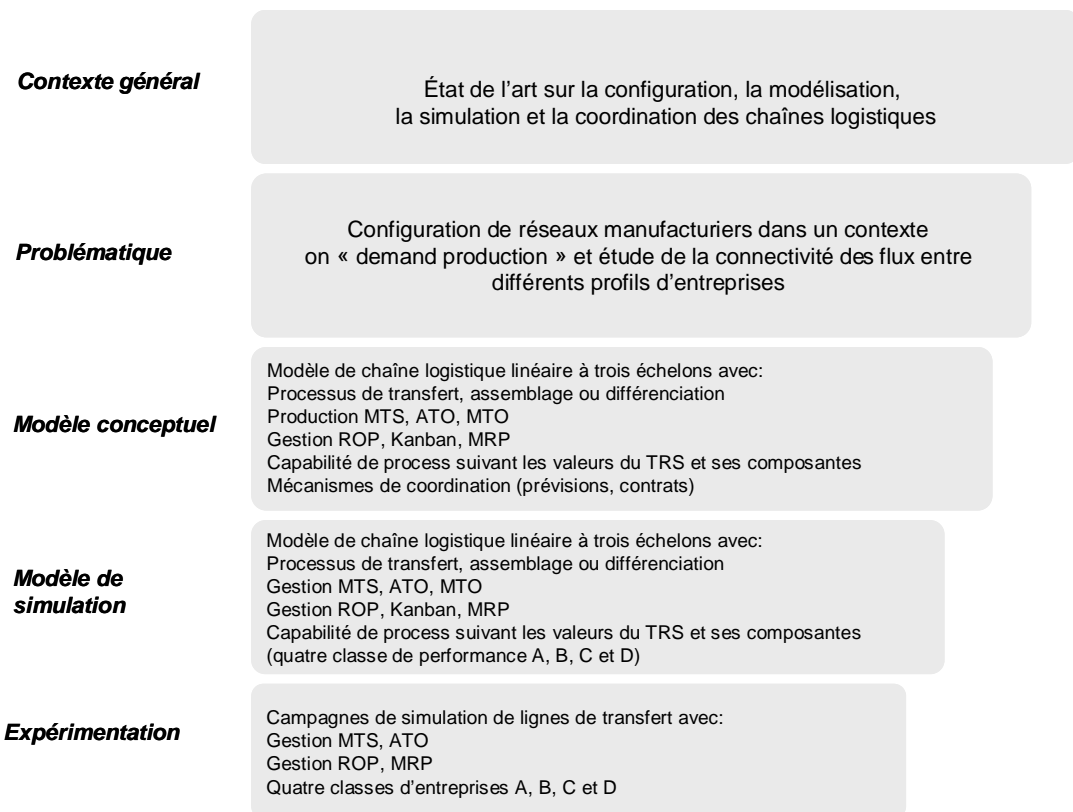 Contexte général
État de l’art sur la configuration, la modélisation,
la simulation et la coordination des chaînes logistiques
Problématique
Configuration de réseaux manufacturiers dans un contexte
on « demand production » et étude de la connectivité des flux entre
différents profils d’entreprises
Modèle conceptuel
Modèle de chaîne logistique linéaire à trois échelons avec:
Processus de transfert, assemblage ou différenciation
Production MTS, ATO, MTO
Gestion ROP, Kanban, MRP
Capabilité de process suivant les valeurs du TRS et ses composantes
Mécanismes de coordination (prévisions, contrats)
Modèle de
simulation
Modèle de chaîne logistique linéaire à trois échelons avec:
Processus de transfert, assemblage ou différenciation
Gestion MTS, ATO, MTO
Gestion ROP, Kanban, MRP
Capabilité de process suivant les valeurs du TRS et ses composantes
(quatre classe de performance A, B, C et D)
Expérimentation
Campagnes de simulation de lignes de transfert avec:
Gestion MTS, ATO
Gestion ROP, MRP
Quatre classes d’entreprises A, B, C et D